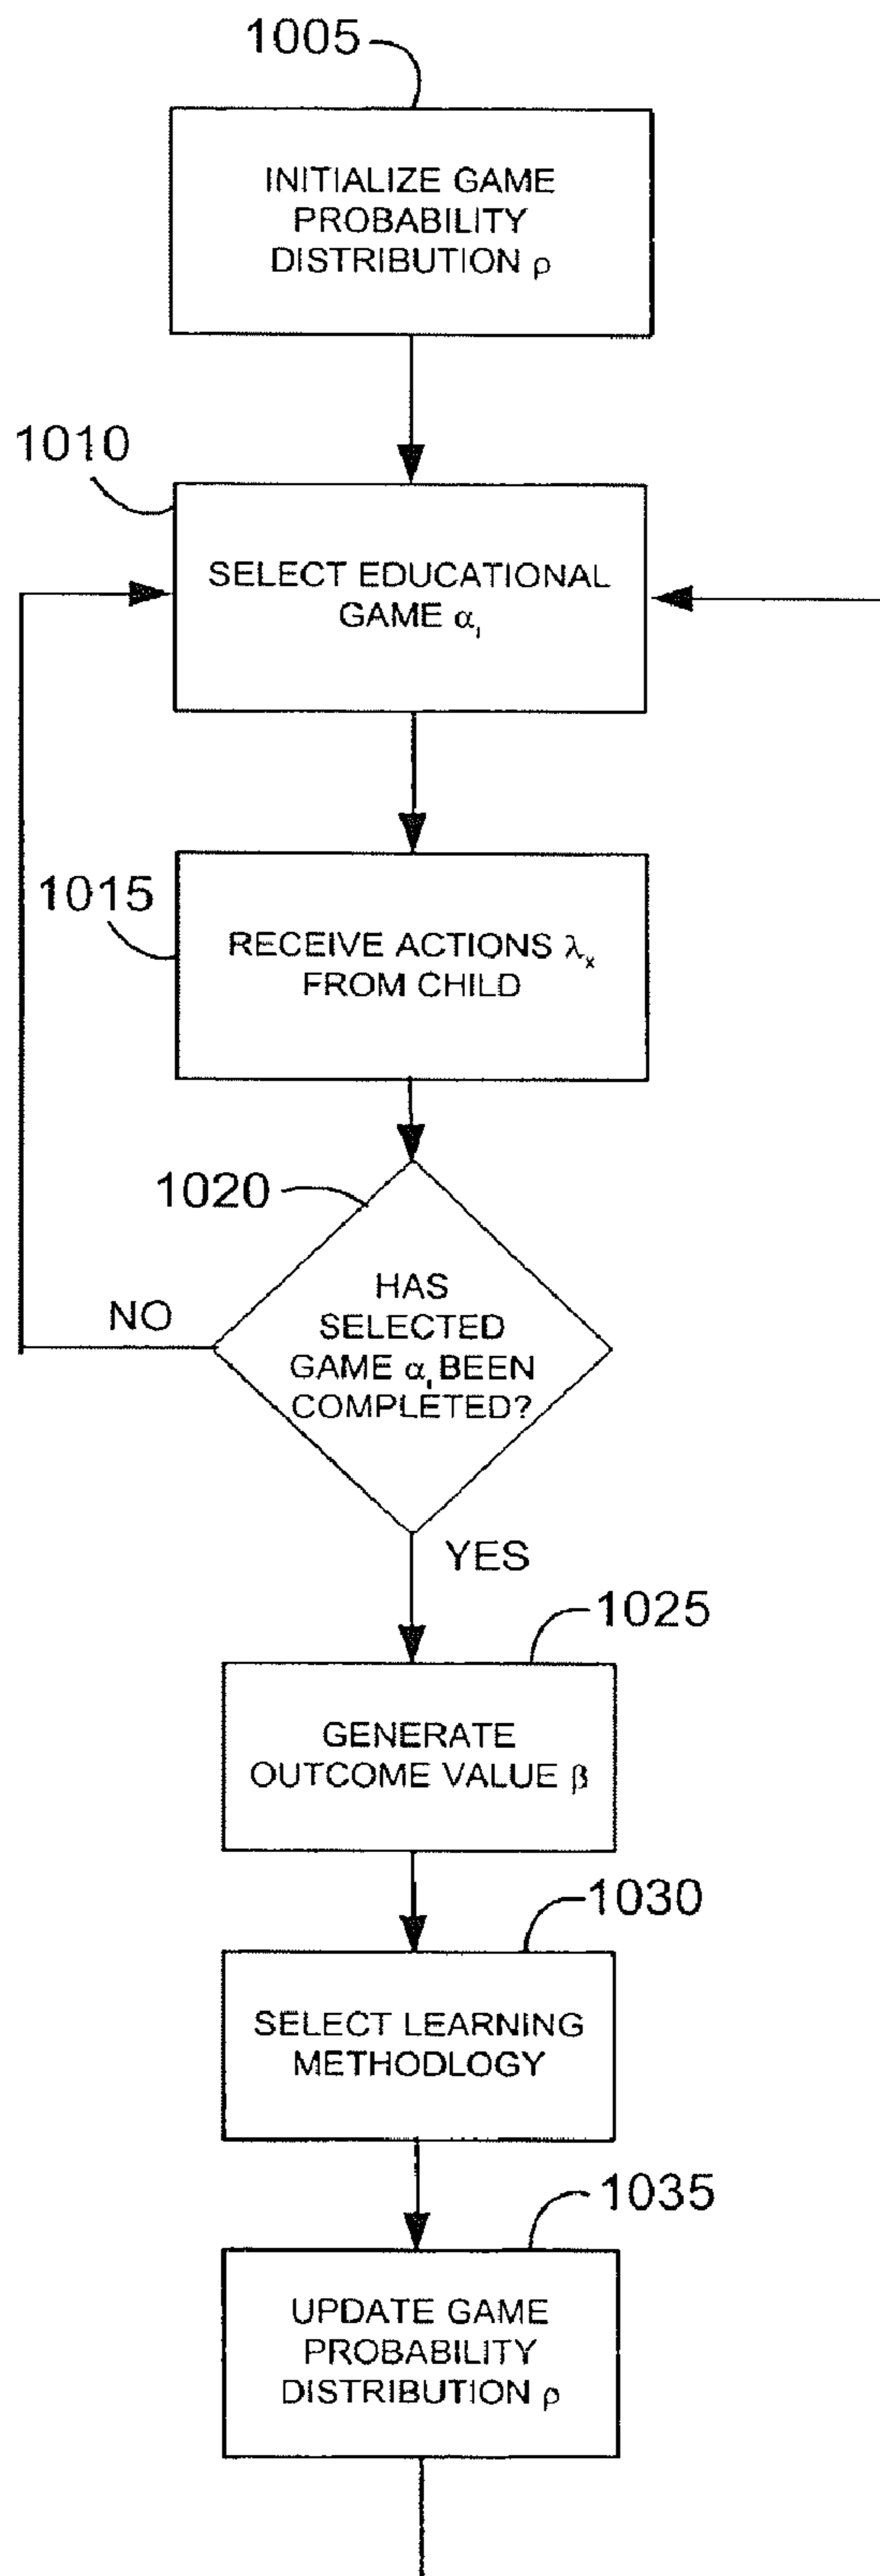 1005
INITIALIZE GAME
PROBABILITY
DISTRIBUTION ρ
1010
SELECT EDUCATIONAL
GAME αᵢ
1015
RECEIVE ACTIONS λₓ
FROM CHILD
1020
HAS
SELECTED
GAME αᵢ BEEN
COMPLETED?
NO
YES
1025
GENERATE
OUTCOME VALUE β
1030
SELECT LEARNING
METHODLOGY
1035
UPDATE GAME
PROBABILITY
DISTRIBUTION ρ